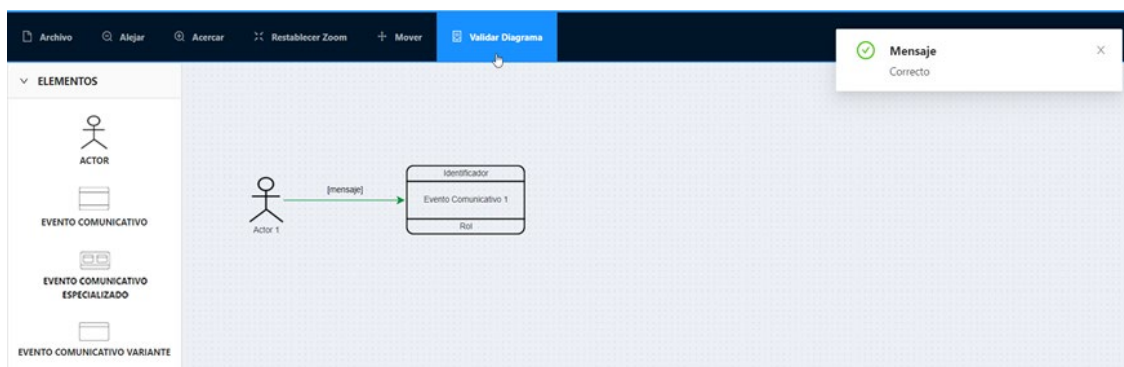 Archivo Alejar Acercar Restablecer Zoom Mover Validar Diagrama
Mensaje
Correcto
ELEMENTOS
ACTOR
EVENTO COMUNICATIVO
EVENTO COMUNICATIVO
ESPECIALIZADO
EVENTO COMUNICATIVO VARIANTE
[mensaje]
Actor 1
Identificador
Evento Comunicativo 1
Rol